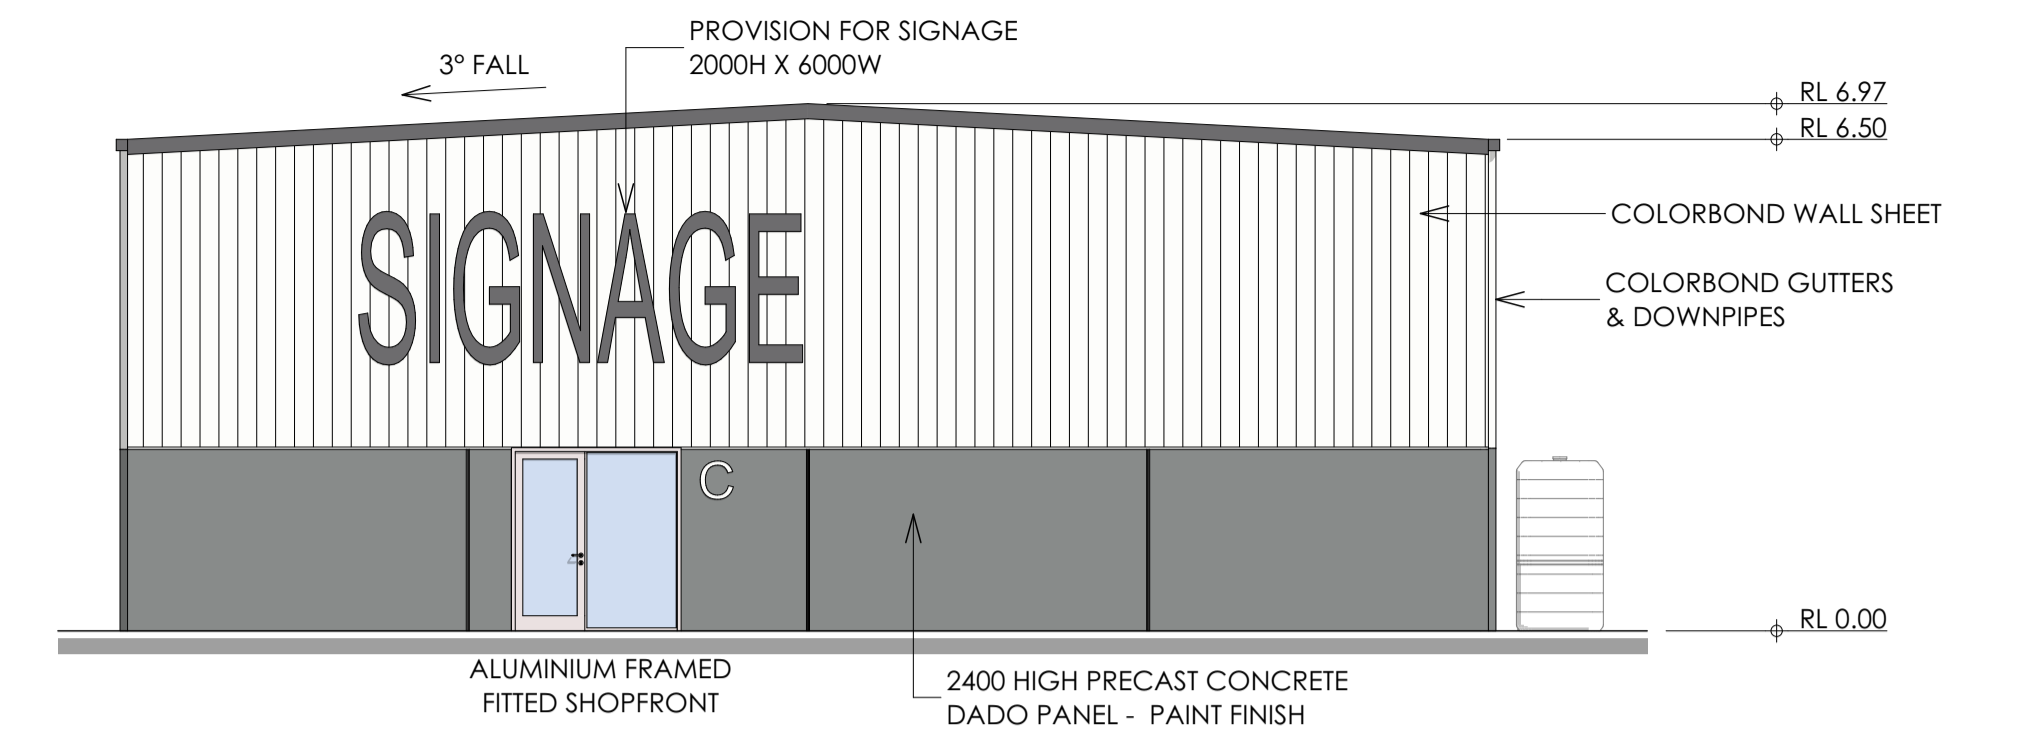 PROVISION FOR SIGNAGE
2000H X 6000W
3° FALL
RL 6.97
RL 6.50
SIGNAGE
COLORBOND WALL SHEET
COLORBOND GUTTERS
& DOWNPIPES
C
RL 0.00
ALUMINIUM FRAMED
FITTED SHOPFRONT
2400 HIGH PRECAST CONCRETE
DADO PANEL - PAINT FINISH